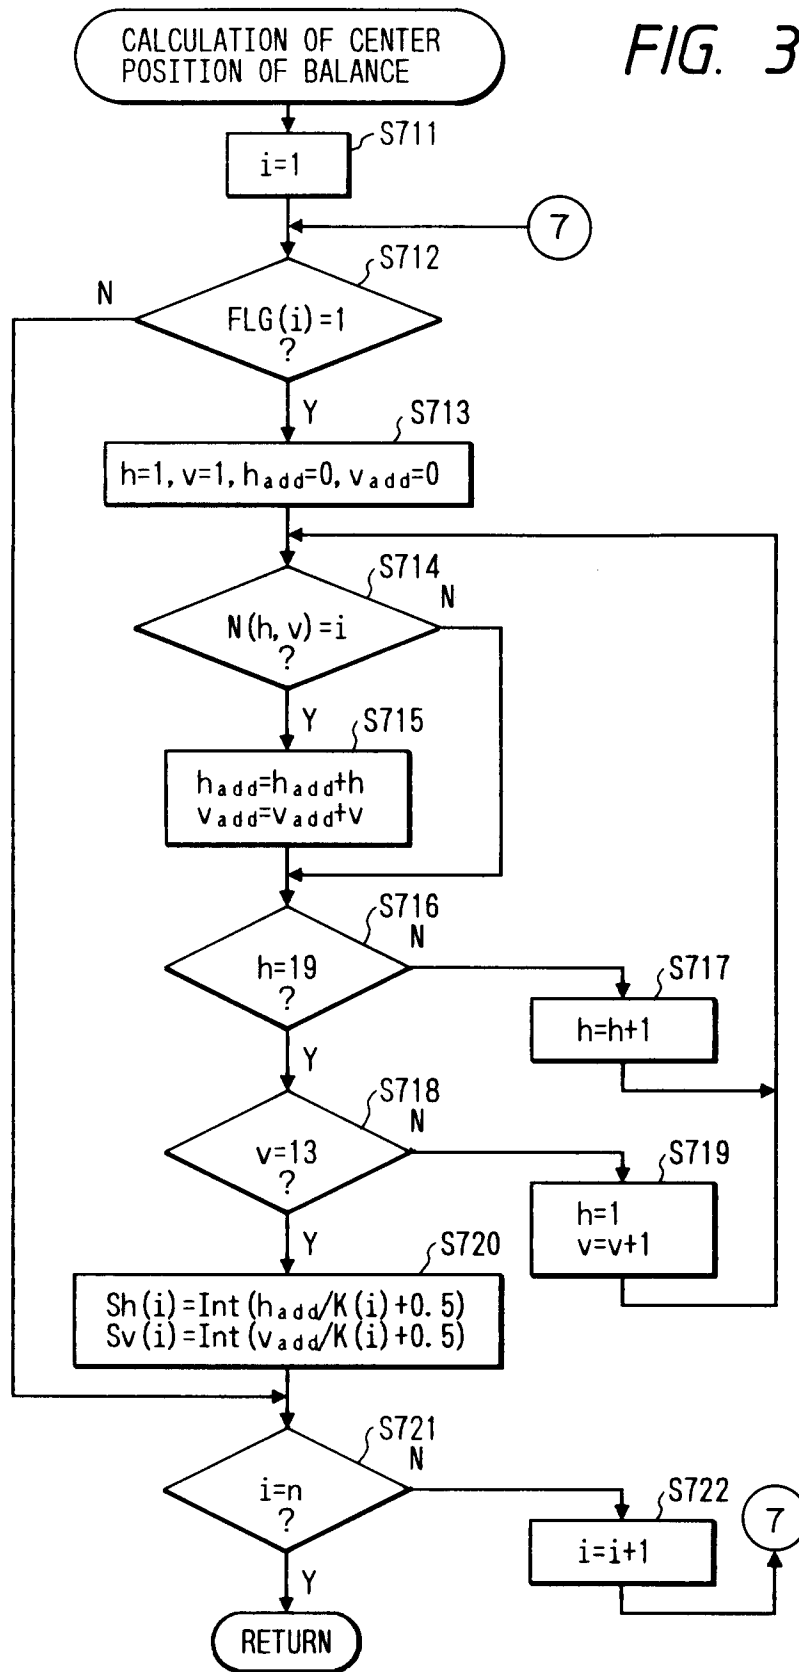 CALCULATION OF CENTER
POSITION OF BALANCE
FIG. 3
S711
i=1
7
S712
N
FLG(i)=1
?
Y
S713
h=1, v=1, hadd=0, vadd=0
S714
N
N(h, v)=i
?
Y
S715
hadd=hadd+h
vadd=vadd+v
S716
N
h=19
?
S717
h=h+1
Y
S718
N
v=13
?
S719
h=1
v=v+1
Y
S720
Sh(i)=Int(hadd/K(i)+0.5)
Sv(i)=Int(vadd/K(i)+0.5)
S721
N
i=n
?
S722
i=i+1
7
Y
RETURN